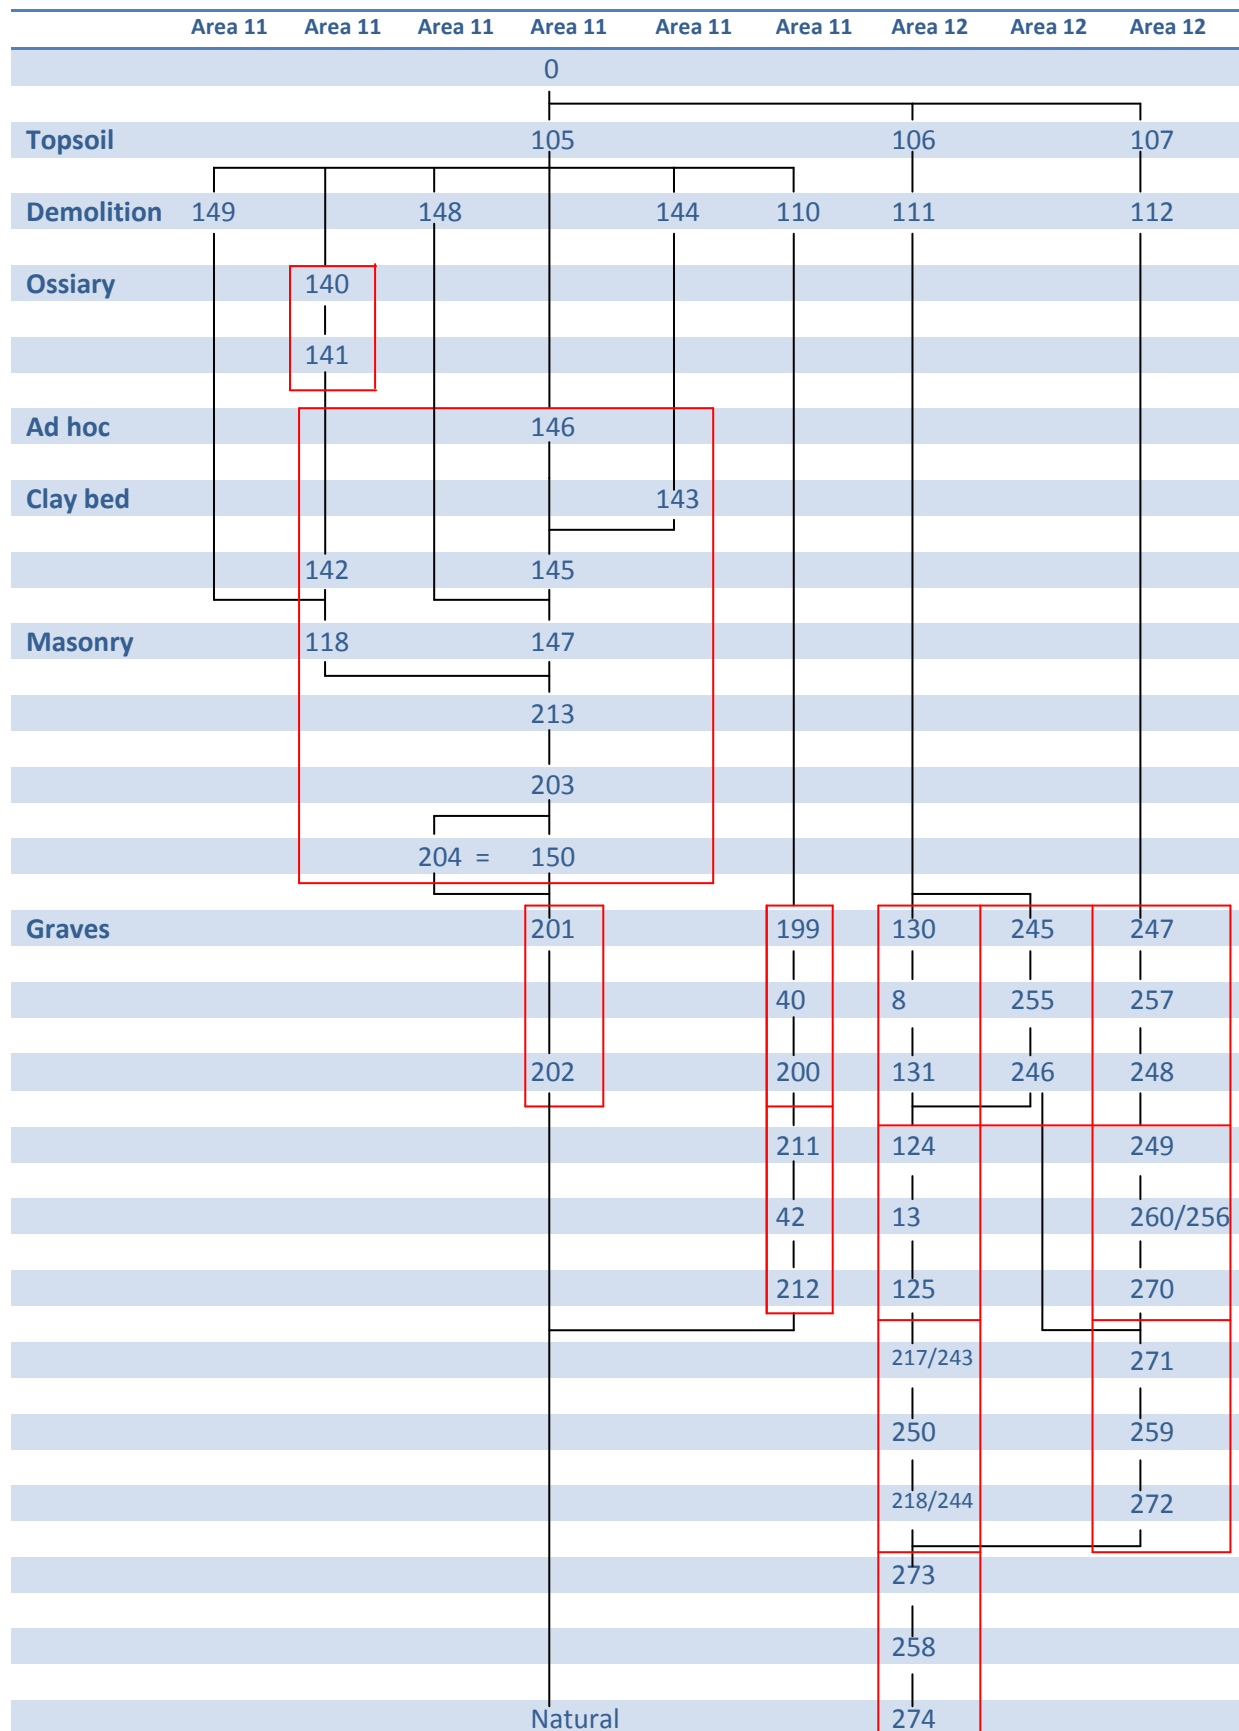 Area 11 Area 11 Area 11 Area 11 Area 11 Area 11 Area 12 Area 12 Area 12
0
Topsoil 105 106 107
Demolition 149 148 144 110 111 112
Ossiary 140
141
Ad hoc 146
Clay bed 143
142 145
Masonry 118 147
213
203
204 = 150
Graves 201 199 130 245 247
40 8 255 257
202 200 131 246 248
211 124 249
42 13 260/256
212 125 270
217/243 271
250 259
218/244 272
273
258
Natural 274